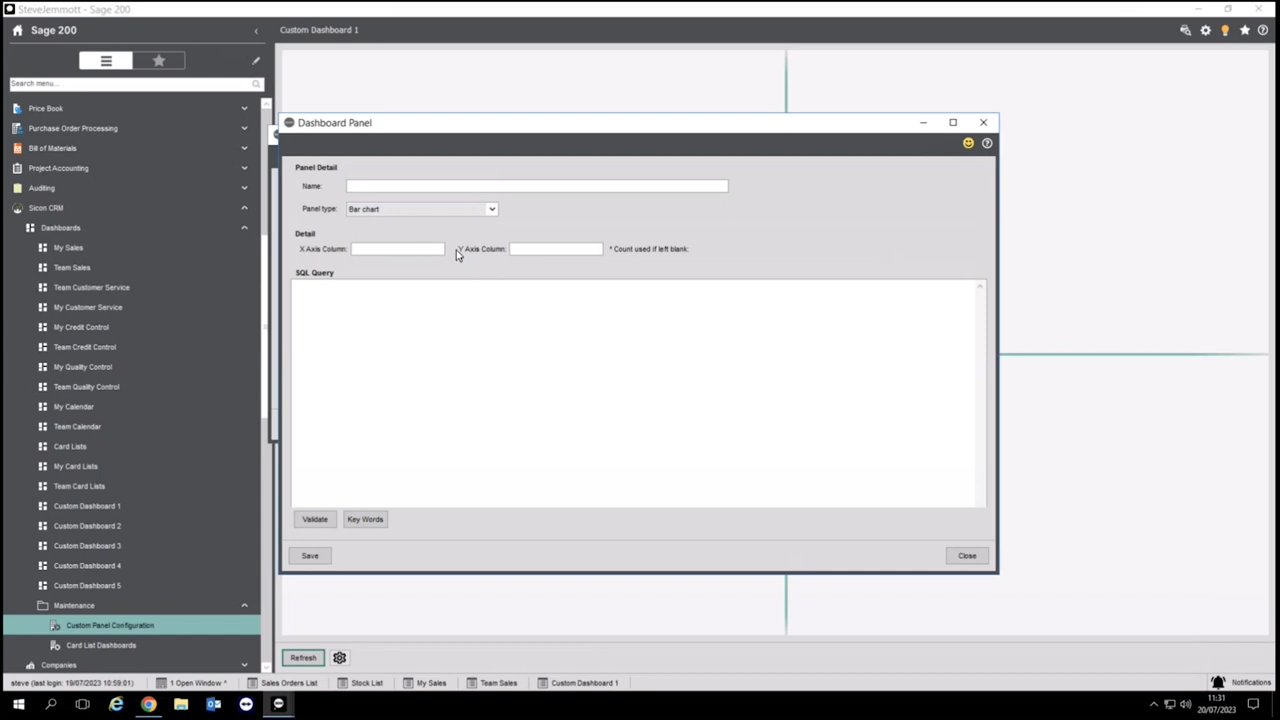 SteveJemmott - Sage 200
Sage 200
Custom Dashboard 1
Search menu...
Price Book
Purchase Order Processing
Bill of Materials
Project Accounting
Auditing
Sicon CRM
Dashboards
My Sales
Team Sales
Team Customer Service
My Customer Service
My Credit Control
Team Credit Control
My Quality Control
Team Quality Control
My Calendar
Team Calendar
Card Lists
My Card Lists
Team Card Lists
Custom Dashboard 1
Custom Dashboard 2
Custom Dashboard 3
Custom Dashboard 4
Custom Dashboard 5
Maintenance
Custom Panel Configuration
Card List Dashboards
Companies
Dashboard Panel
Panel Detail
Name:
Panel type: Bar chart
Detail
X Axis Column: Y Axis Column: * Count used if left blank.
SQL Query
Validate Key Words
Save Close
Refresh
steve (last login: 19/07/2023 10:59:01) 1 Open Window * Sales Orders List Stock List My Sales Team Sales Custom Dashboard 1 Notifications
11:31
20/07/2023